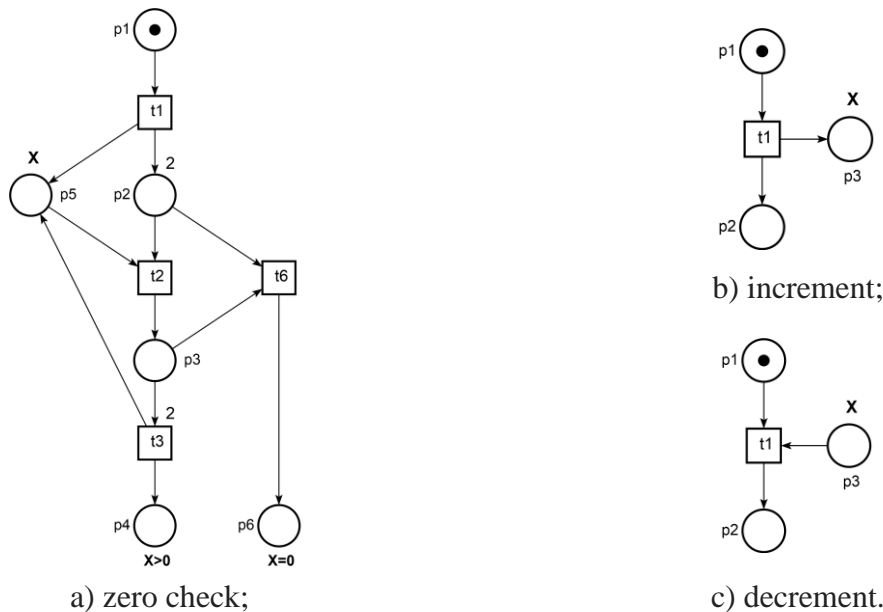 p1
t1
X
2
p5
p2
t2
t6
p3
2
t3
p4
p6
X>0
X=0
a) zero check;
p1
X
t1
p3
p2
b) increment;
p1
X
t1
p3
p2
c) decrement.